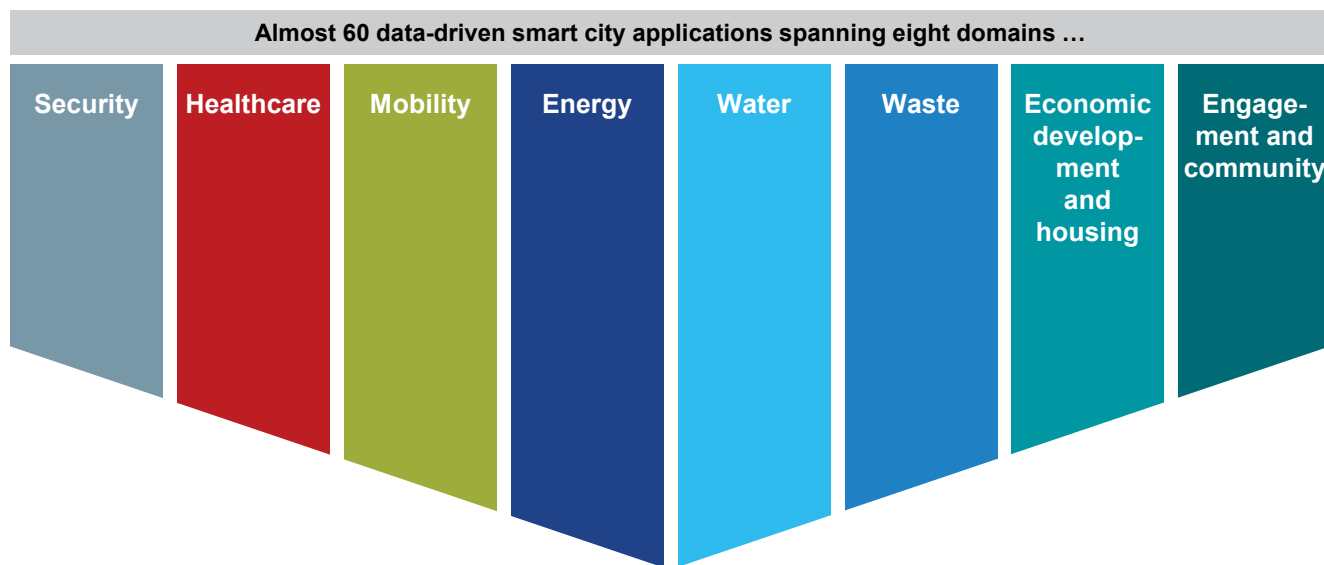 Almost 60 data-driven smart city applications spanning eight domains …
Security
Healthcare
Mobility
Energy
Water
Waste
Economic
develop-
ment
and
housing
Engage-
ment and
community